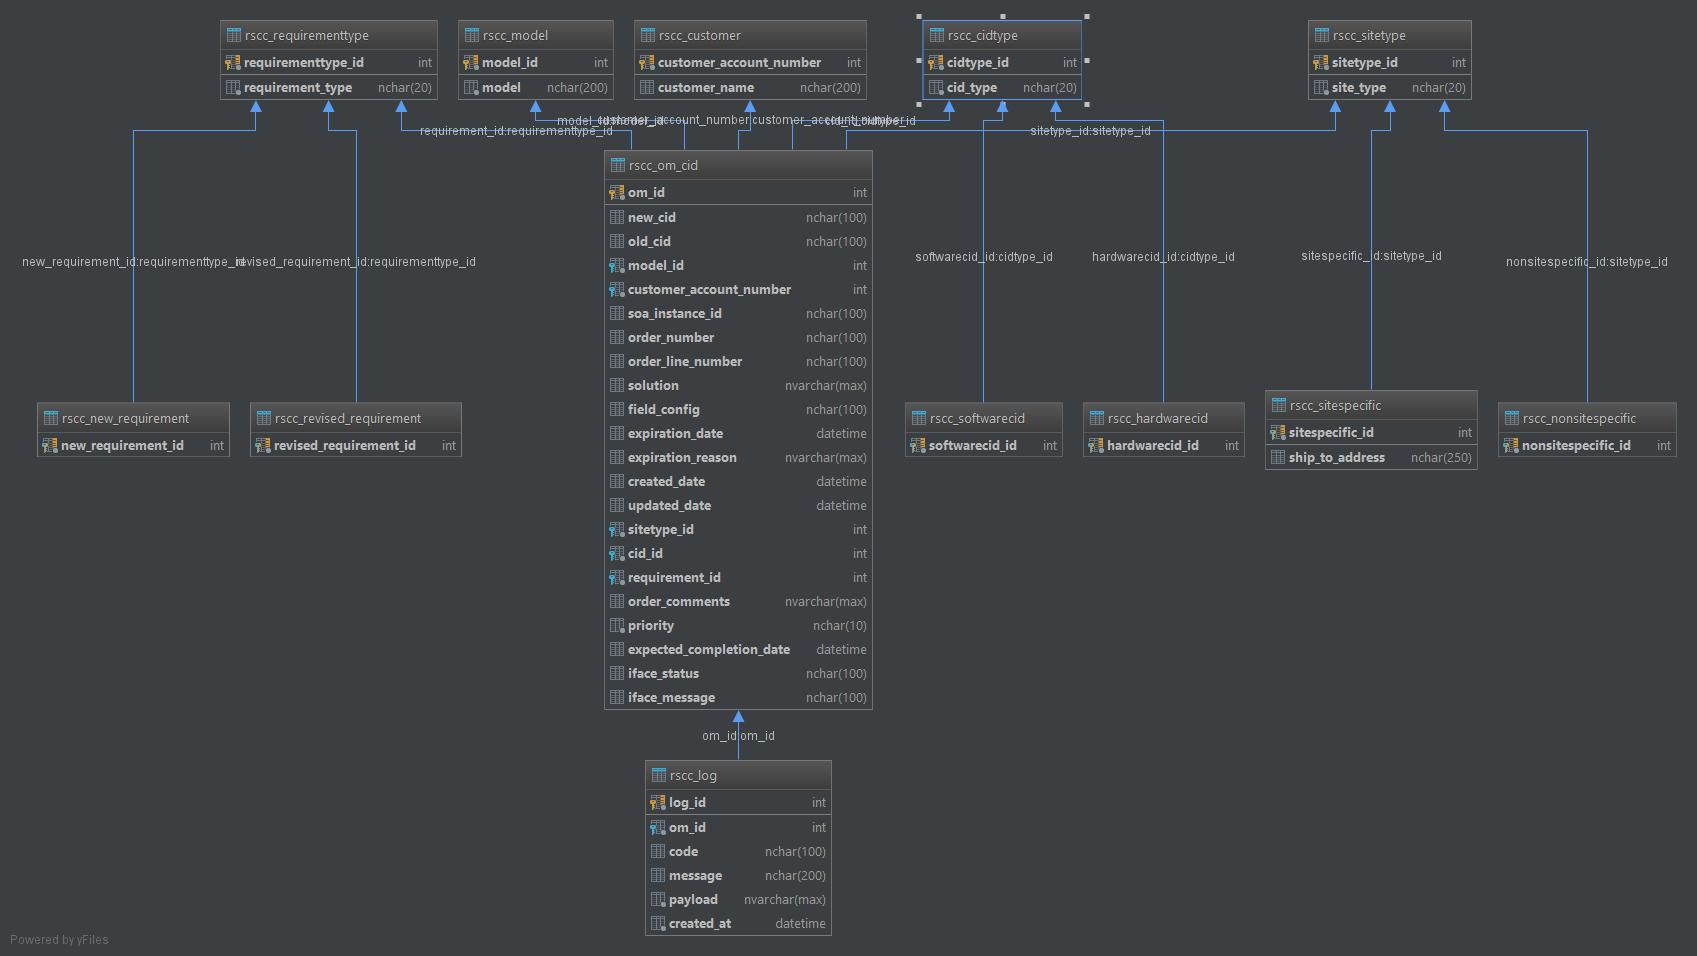 rscc_requirementtype
requirementtype_id int
requirement_type nchar(20)
rscc_model
model_id int
model nchar(200)
rscc_customer
customer_account_number int
customer_name nchar(200)
rscc_cidtype
cidtype_id int
cid_type nchar(20)
rscc_sitetype
sitetype_id int
site_type nchar(20)
customer_account_number:customer_account_number
requirement_id:requirementtype_id
sitetype_id:sitetype_id
rscc_om_cid
om_id int
new_cid nchar(100)
old_cid nchar(100)
model_id int
customer_account_number int
soa_instance_id nchar(100)
order_number nchar(100)
order_line_number nchar(100)
solution nvarchar(max)
field_config nchar(100)
expiration_date datetime
expiration_reason nvarchar(max)
created_date datetime
updated_date datetime
sitetype_id int
cid_id int
requirement_id int
order_comments nvarchar(max)
priority nchar(10)
expected_completion_date datetime
iface_status nchar(100)
iface_message nchar(100)
new_requirement_id:requirementtype_id
revised_requirement_id:requirementtype_id
softwarecid_id:cidtype_id
hardwarecid_id:cidtype_id
sitespecific_id:sitetype_id
nonsitespecific_id:sitetype_id
rscc_new_requirement
new_requirement_id int
rscc_revised_requirement
revised_requirement_id int
rscc_softwarecid
softwarecid_id int
rscc_hardwarecid
hardwarecid_id int
rscc_sitespecific
sitespecific_id int
ship_to_address nchar(250)
rscc_nonsitespecific
nonsitespecific_id int
om_id:om_id
rscc_log
log_id int
om_id int
code nchar(100)
message nchar(200)
payload nvarchar(max)
created_at datetime
Powered by yFiles